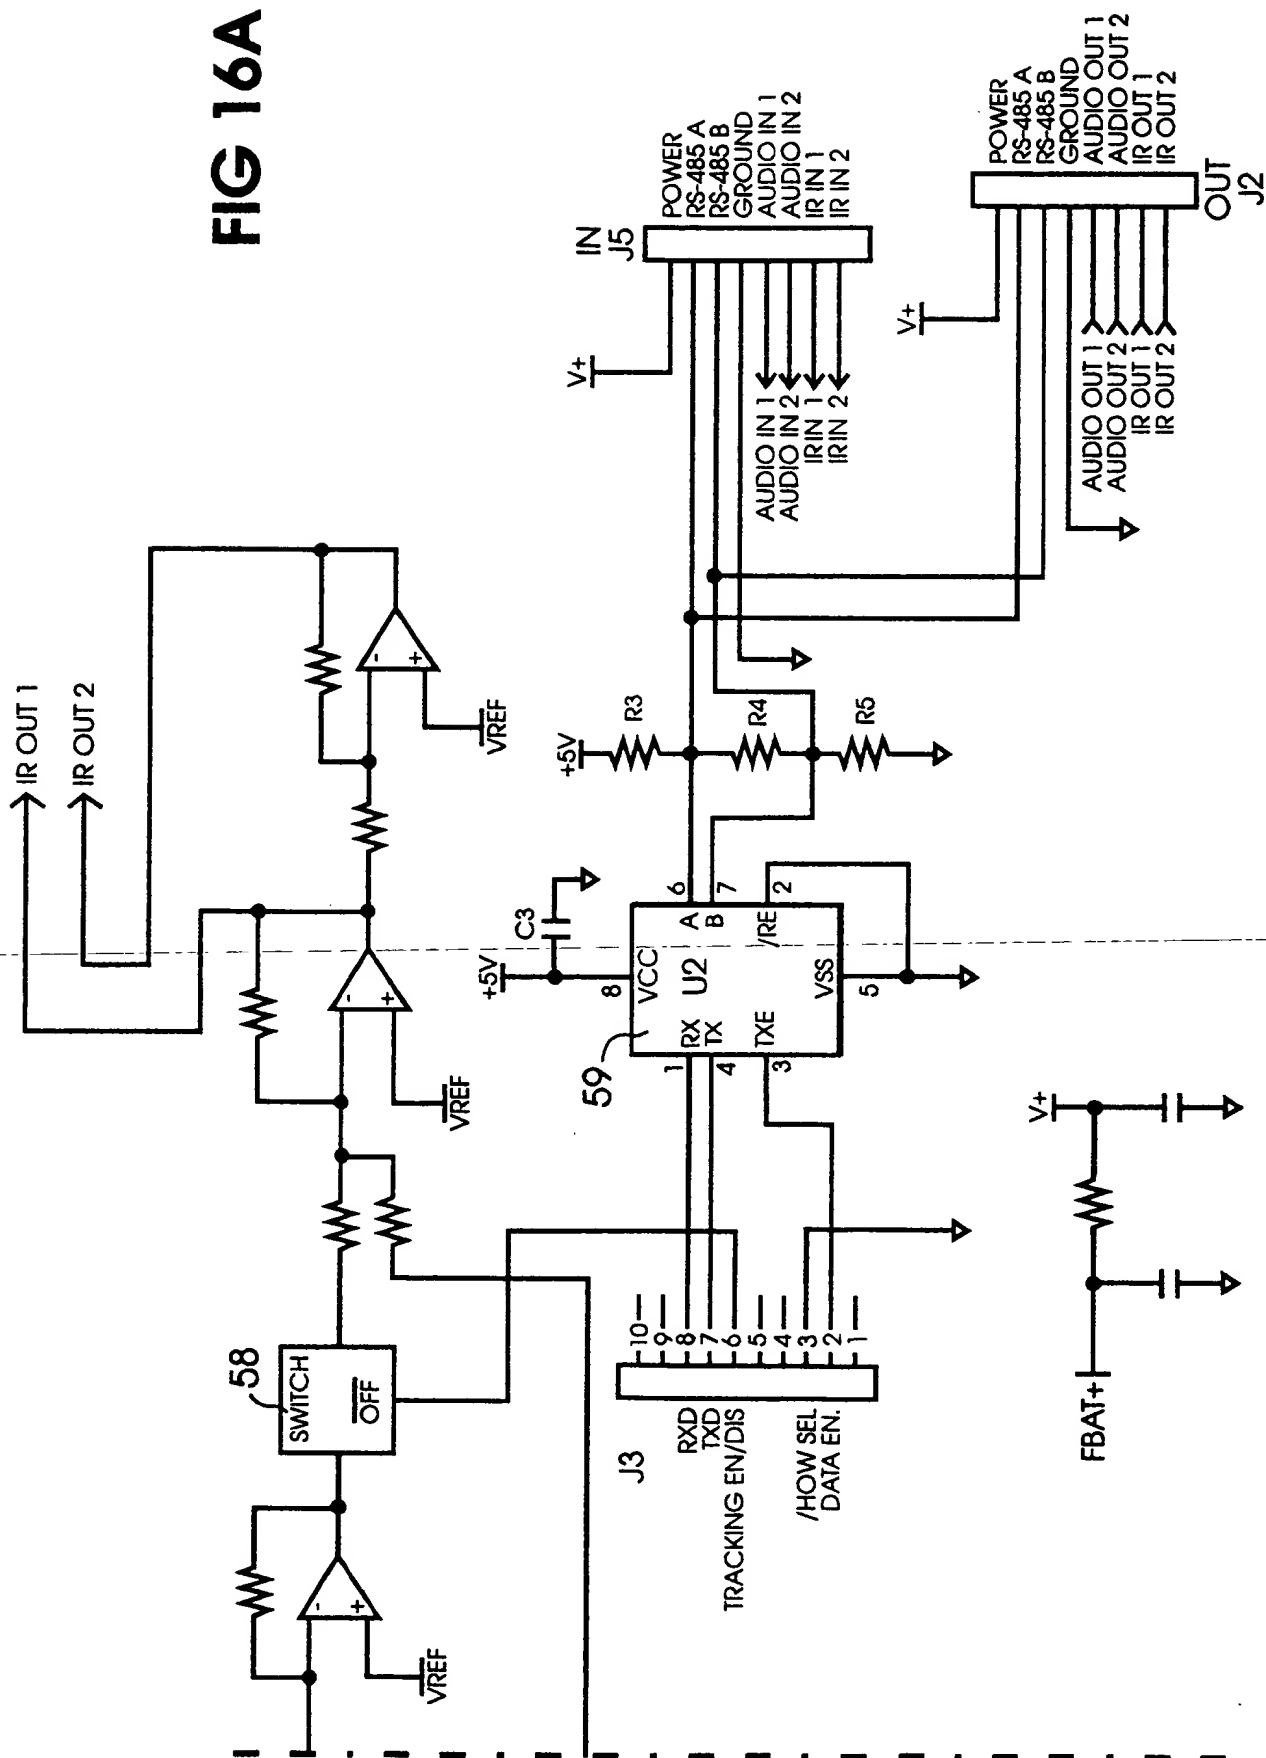 FIG 16A
IR OUT 1
IR OUT 2
58
SWITCH
OFF
VREF
VREF
VREF
J3
10
9
8
7
6
5
4
3
2
1
RXD
TXD
TRACKING EN/DIS
/HOW SEL
DATA EN.
59
+5V
C3
8
VCC
U2
RX
TX
TXE
VSS
A
B
/RE
1
4
3
5
6
7
2
+5V
R3
R4
R5
V+
IN
J5
POWER
RS-485 A
RS-485 B
GROUND
AUDIO IN 1
AUDIO IN 2
IR IN 1
IR IN 2
AUDIO IN 1
AUDIO IN 2
IRIN 1
IRIN 2
V+
POWER
RS-485 A
RS-485 B
GROUND
AUDIO OUT 1
AUDIO OUT 2
IR OUT 1
IR OUT 2
OUT
J2
AUDIO OUT 1
AUDIO OUT 2
IR OUT 1
IR OUT 2
FBAT+
V+